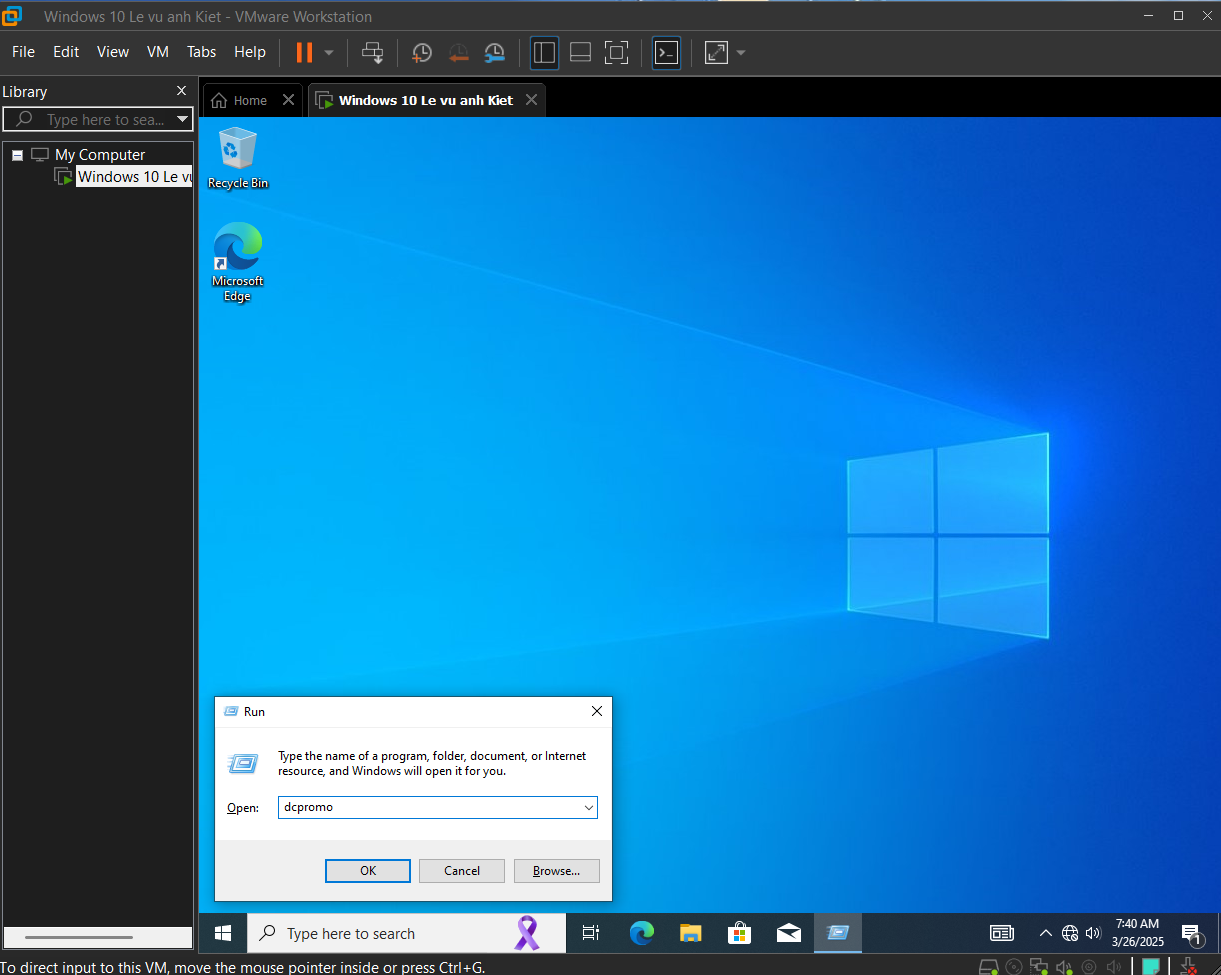 Windows 10 Le vu anh Kiet - VMware Workstation
File Edit View VM Tabs Help
Library
Home
Windows 10 Le vu anh Kiet
Type here to sea...
My Computer
Windows 10 Le vu
Recycle Bin
Microsoft
Edge
Run
Type the name of a program, folder, document, or Internet
resource, and Windows will open it for you.
Open: dcpromo
OK Cancel Browse...
Type here to search
7:40 AM
3/26/2025
1
To direct input to this VM, move the mouse pointer inside or press Ctrl+G.